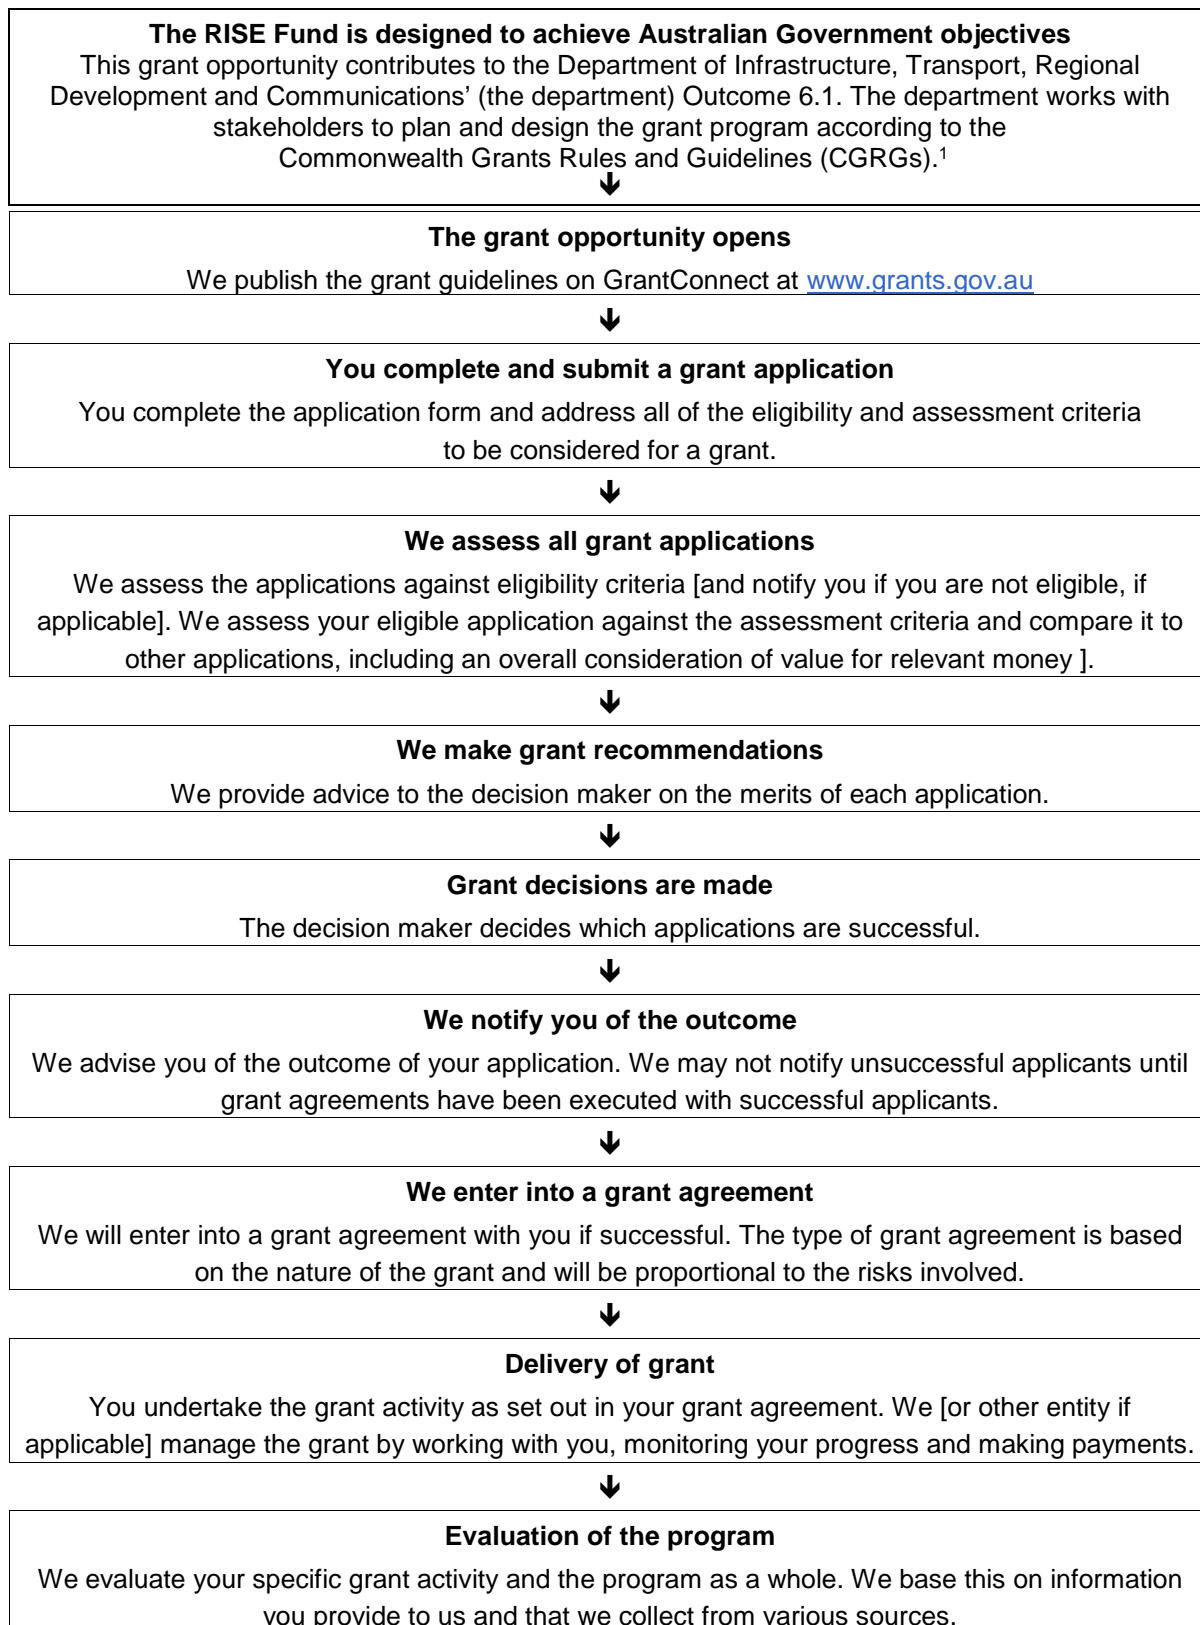 The RISE Fund is designed to achieve Australian Government objectives
This grant opportunity contributes to the Department of Infrastructure, Transport, Regional
Development and Communications’ (the department) Outcome 6.1. The department works with
stakeholders to plan and design the grant program according to the
Commonwealth Grants Rules and Guidelines (CGRGs).¹
🡻
The grant opportunity opens
We publish the grant guidelines on GrantConnect at www.grants.gov.au
🡻
You complete and submit a grant application
You complete the application form and address all of the eligibility and assessment criteria
to be considered for a grant.
🡻
We assess all grant applications
We assess the applications against eligibility criteria [and notify you if you are not eligible, if
applicable]. We assess your eligible application against the assessment criteria and compare it to
other applications, including an overall consideration of value for relevant money ].
🡻
We make grant recommendations
We provide advice to the decision maker on the merits of each application.
🡻
Grant decisions are made
The decision maker decides which applications are successful.
🡻
We notify you of the outcome
We advise you of the outcome of your application. We may not notify unsuccessful applicants until
grant agreements have been executed with successful applicants.
🡻
We enter into a grant agreement
We will enter into a grant agreement with you if successful. The type of grant agreement is based
on the nature of the grant and will be proportional to the risks involved.
🡻
Delivery of grant
You undertake the grant activity as set out in your grant agreement. We [or other entity if
applicable] manage the grant by working with you, monitoring your progress and making payments.
🡻
Evaluation of the program
We evaluate your specific grant activity and the program as a whole. We base this on information
you provide to us and that we collect from various sources.